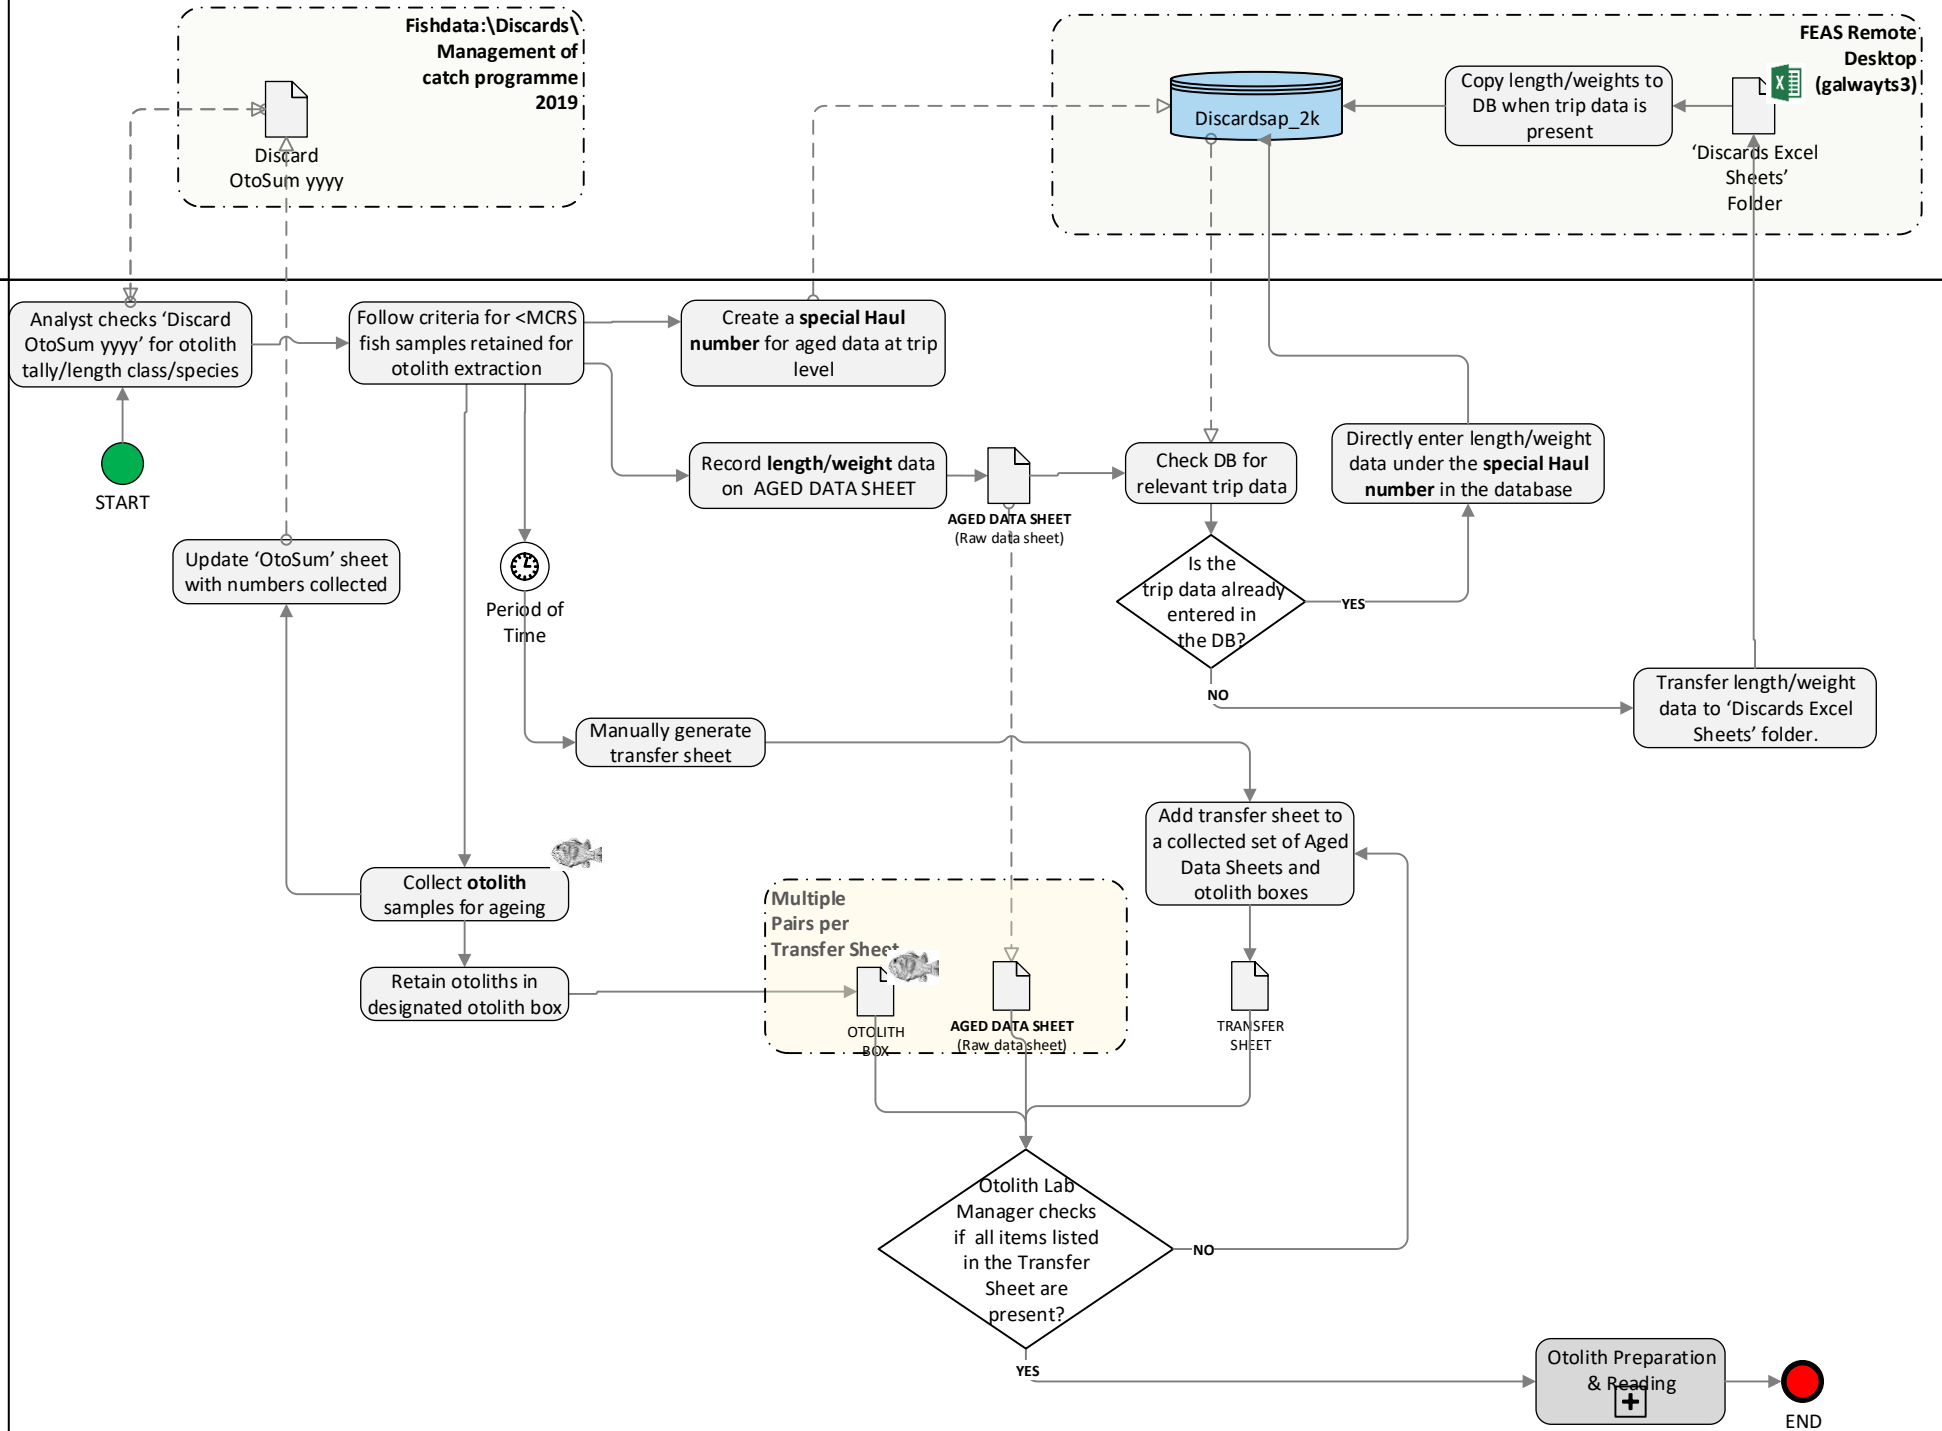 Fishdata:\Discards\
Management of
catch programme
2019
Discard
OtoSum yyyy
FEAS Remote
Desktop
(galwayts3)
Discardsap_2k
Copy length/weights to
DB when trip data is
present
‘Discards Excel
Sheets’
Folder
Analyst checks ‘Discard
OtoSum yyyy’ for otolith
tally/length class/species
Follow criteria for <MCRS
fish samples retained for
otolith extraction
Create a special Haul
number for aged data at trip
level
START
Record length/weight data
on AGED DATA SHEET
AGED DATA SHEET
(Raw data sheet)
Check DB for
relevant trip data
Directly enter length/weight
data under the special Haul
number in the database
Update ‘OtoSum’ sheet
with numbers collected
Period of
Time
Is the
trip data already
entered in
the DB?
YES
NO
Transfer length/weight
data to ‘Discards Excel
Sheets’ folder.
Manually generate
transfer sheet
Add transfer sheet to
a collected set of Aged
Data Sheets and
otolith boxes
Collect otolith
samples for ageing
Retain otoliths in
designated otolith box
Multiple
Pairs per
Transfer Sheet
OTOLITH
BOX
AGED DATA SHEET
(Raw data sheet)
TRANSFER
SHEET
Otolith Lab
Manager checks
if all items listed
in the Transfer
Sheet are
present?
NO
YES
Otolith Preparation
& Reading
END